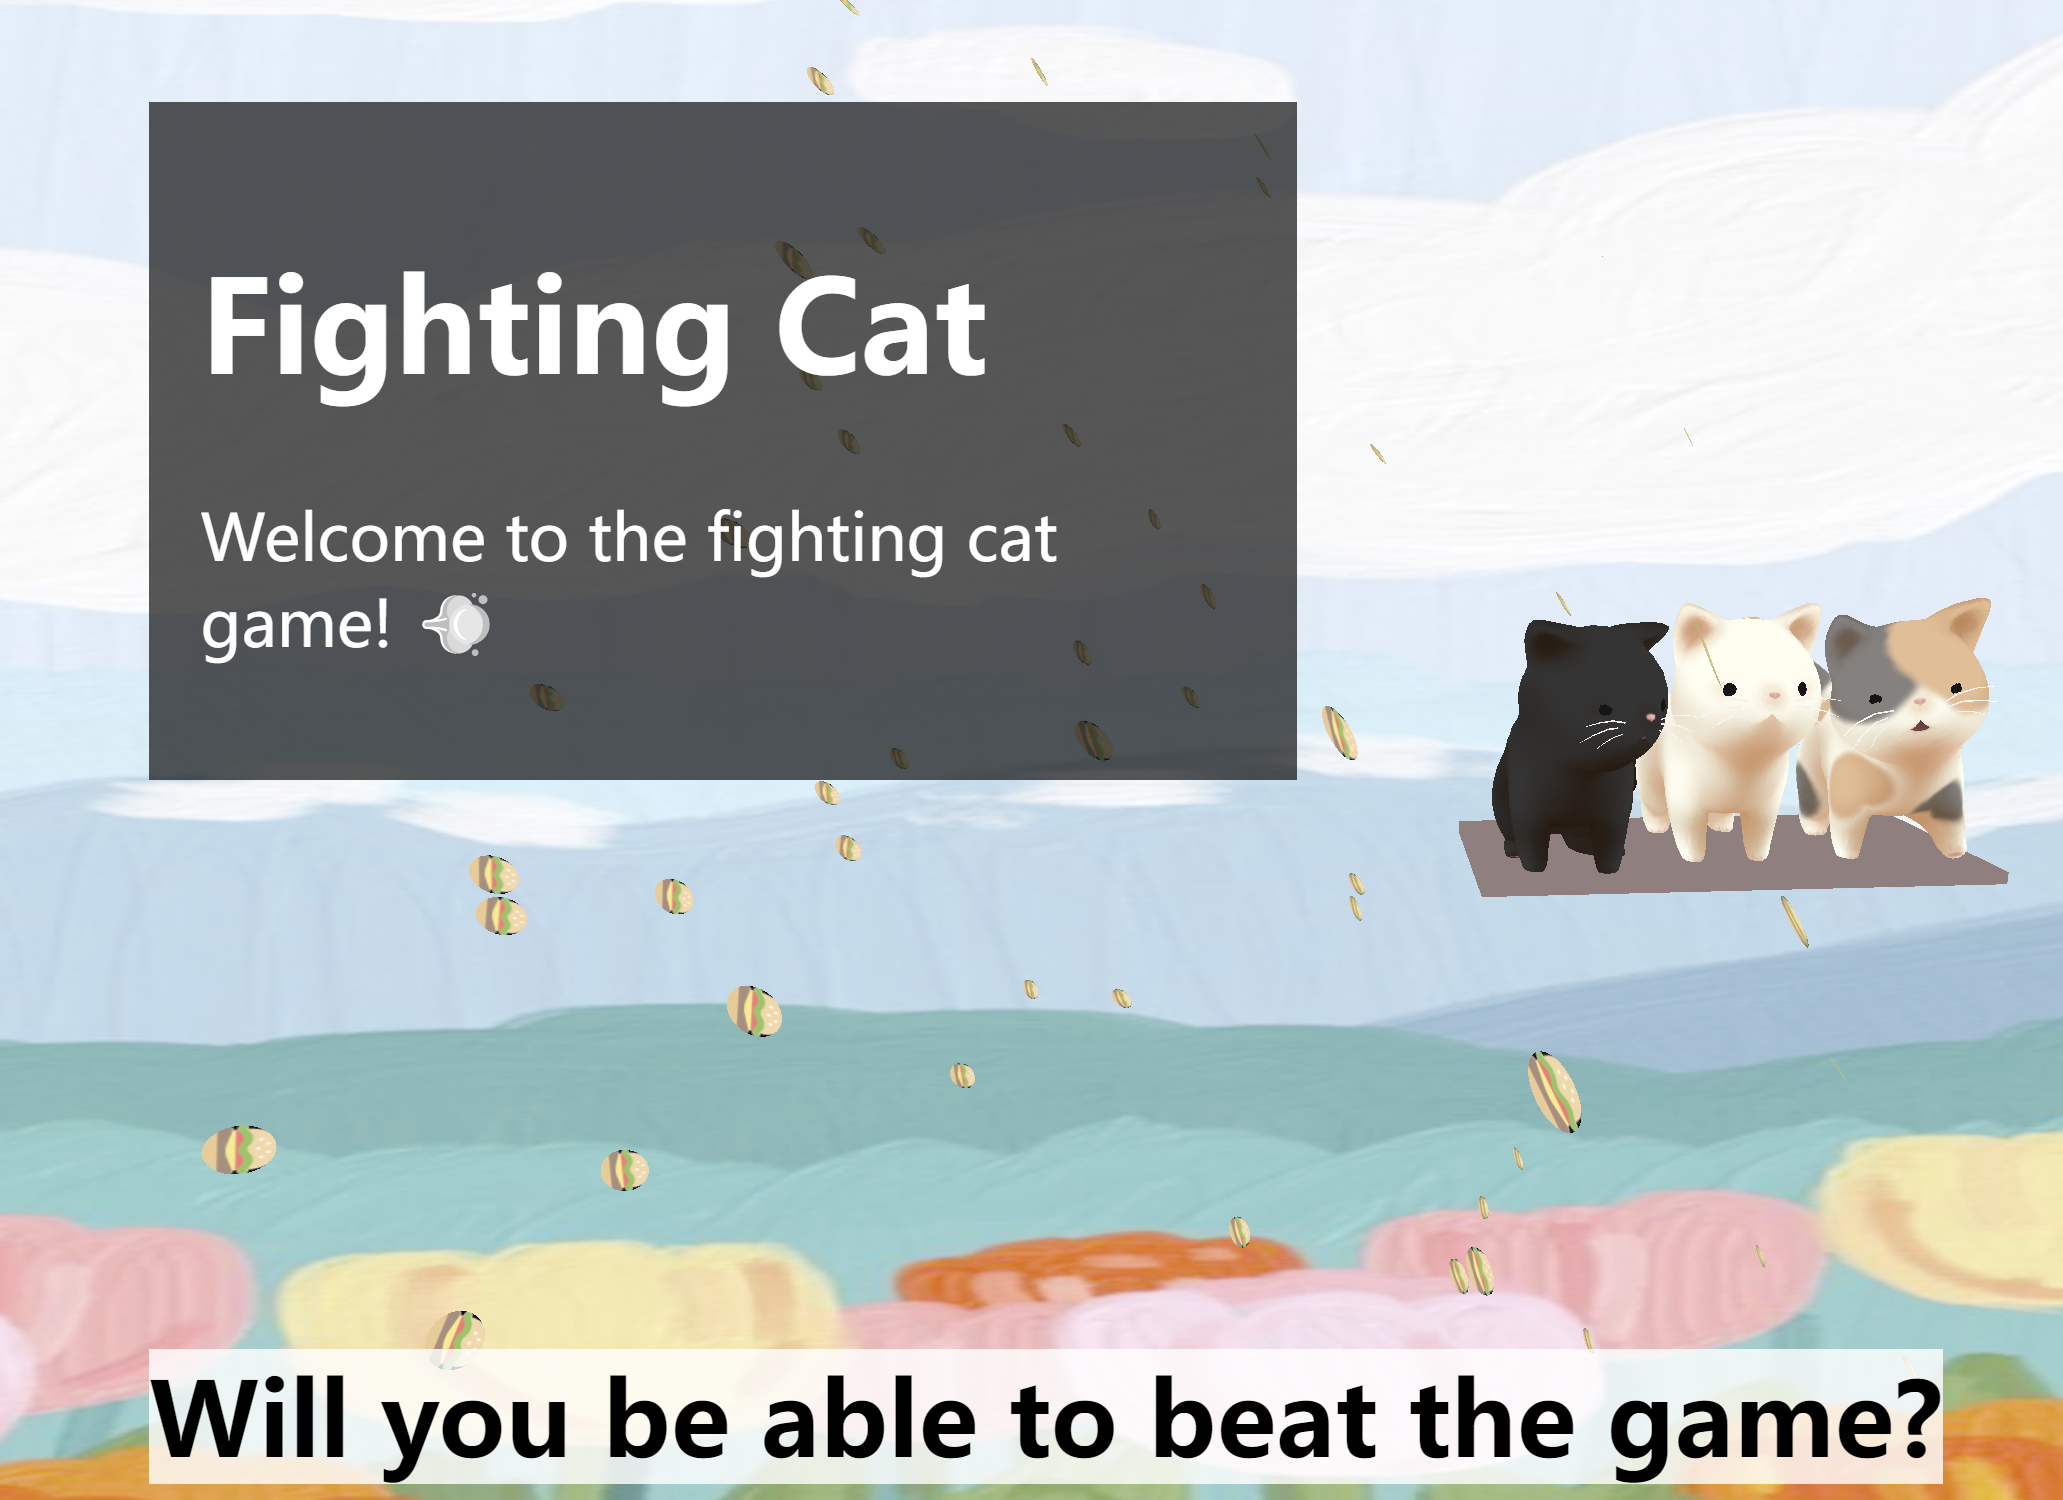 Fighting Cat
Welcome to the fighting cat
game! 💨
Will you be able to beat the game?